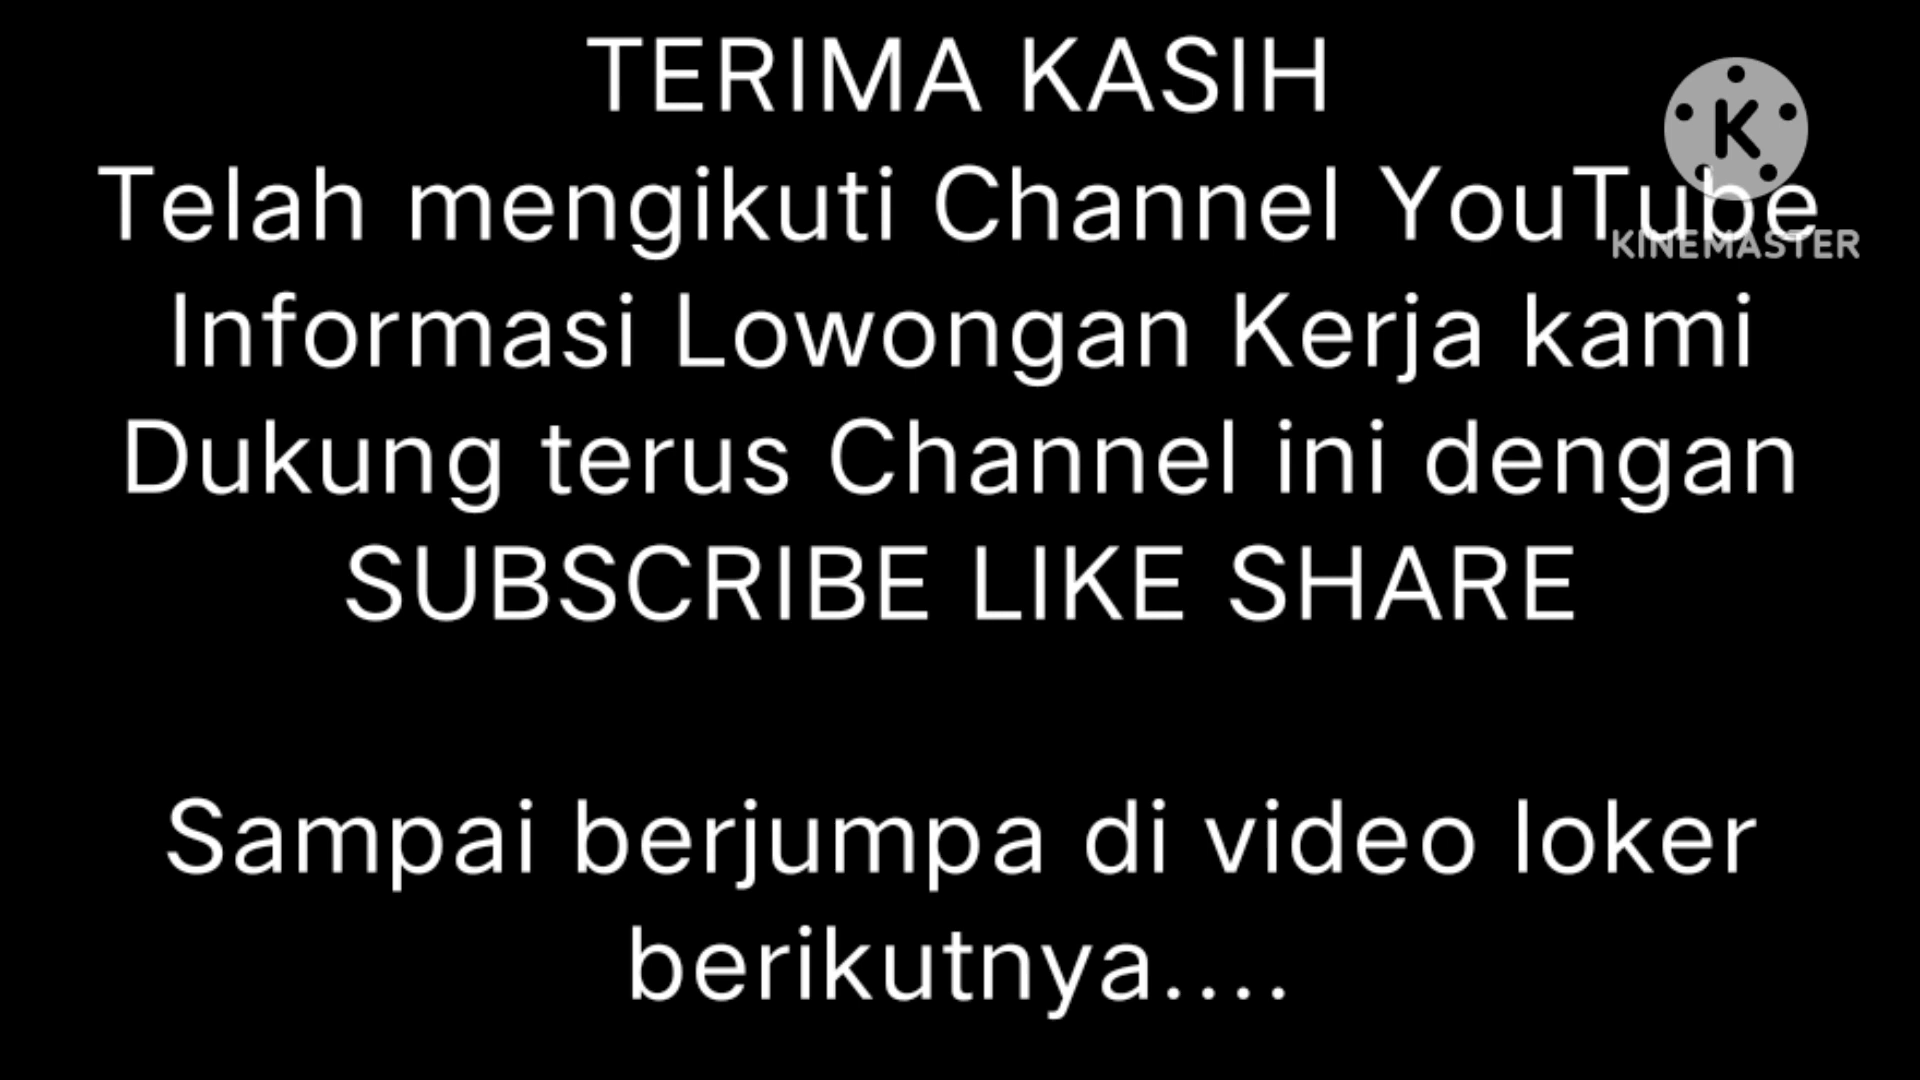 TERIMA KASIH
Telah mengikuti Channel YouTube
Informasi Lowongan Kerja kami
Dukung terus Channel ini dengan
SUBSCRIBE LIKE SHARE
Sampai berjumpa di video loker
berikutnya....
K
KINEMASTER